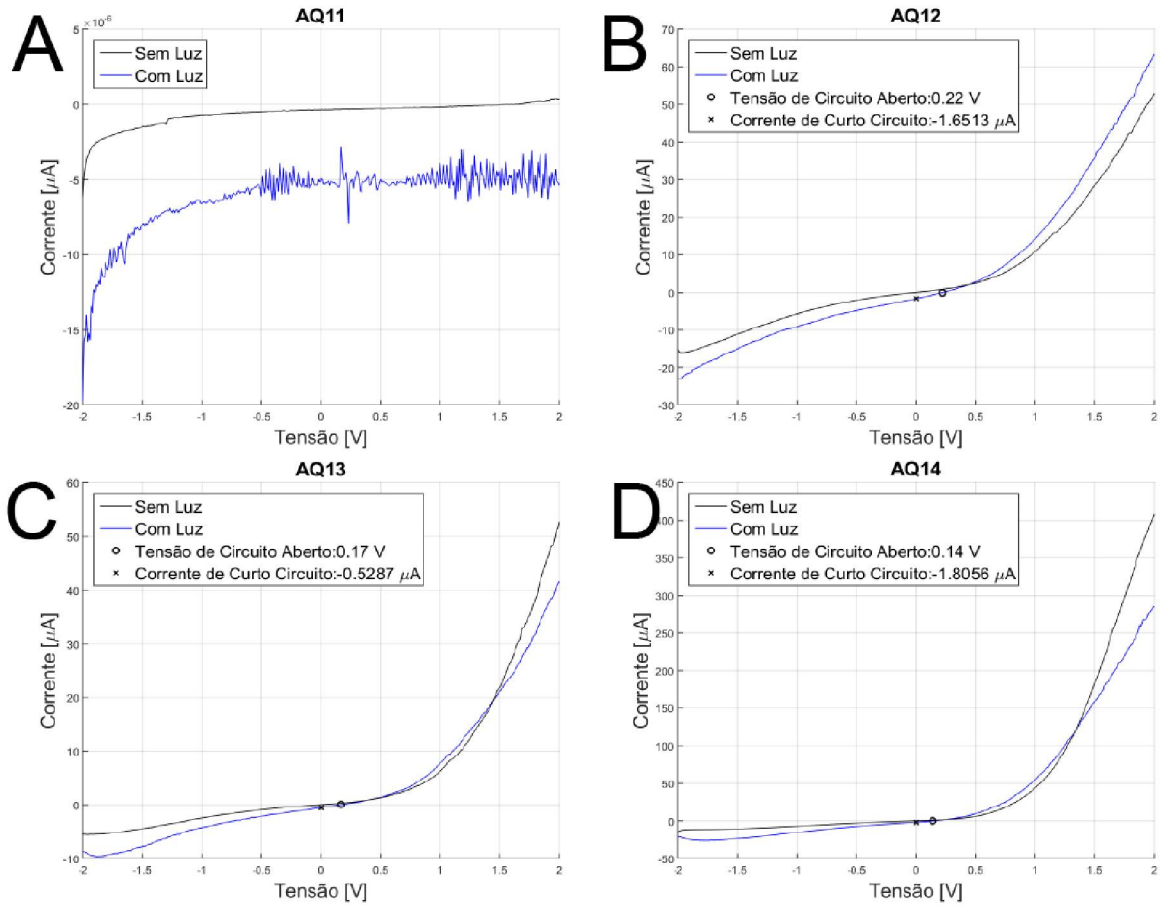 A
AQ11
×10⁻⁶
5
0
-5
-10
-15
-20
Corrente [μA]
Sem Luz
Com Luz
-2 -1.5 -1 -0.5 0 0.5 1 1.5 2
Tensão [V]
B
AQ12
70
60
50
40
30
20
10
0
-10
-20
-30
Corrente [μA]
Sem Luz
Com Luz
Tensão de Circuito Aberto:0.22 V
Corrente de Curto Circuito:-1.6513 μA
-2 -1.5 -1 -0.5 0 0.5 1 1.5 2
Tensão [V]
C
AQ13
60
50
40
30
20
10
0
-10
Corrente [μA]
Sem Luz
Com Luz
Tensão de Circuito Aberto:0.17 V
Corrente de Curto Circuito:-0.5287 μA
-2 -1.5 -1 -0.5 0 0.5 1 1.5 2
Tensão [V]
D
AQ14
450
400
350
300
250
200
150
100
50
0
-50
Corrente [μA]
Sem Luz
Com Luz
Tensão de Circuito Aberto:0.14 V
Corrente de Curto Circuito:-1.8056 μA
-2 -1.5 -1 -0.5 0 0.5 1 1.5 2
Tensão [V]